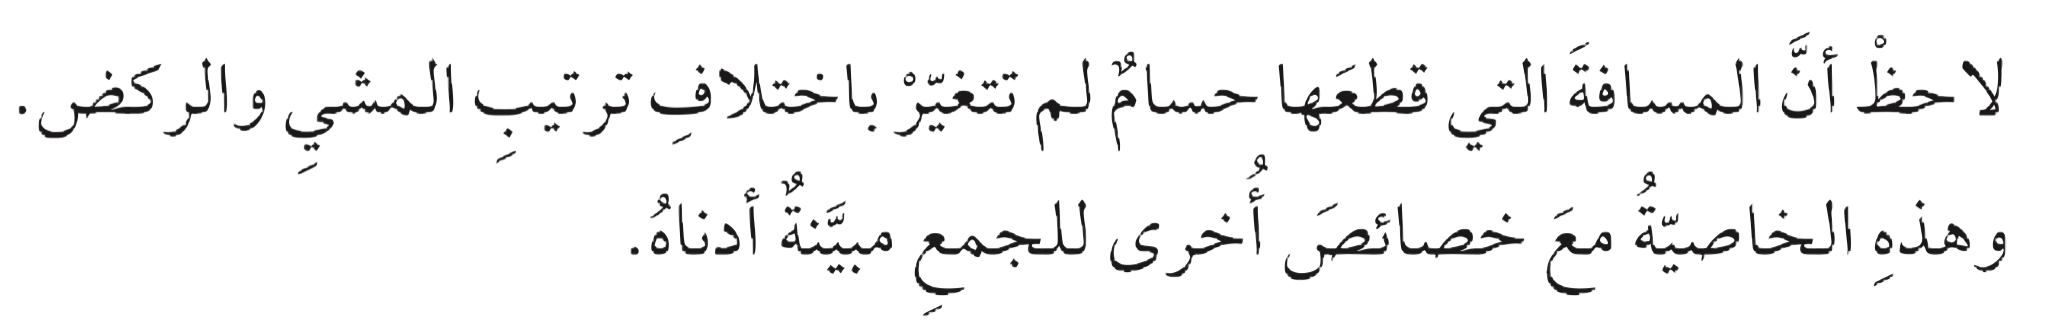 لاحظْ أنَّ المسافةَ التي قطعَها حسامٌ لم تتغيّرْ باختلافِ ترتيبِ المشيِ والركض.
وهذهِ الخاصيّةُ معَ خصائصَ أُخرى للجمعِ مبيَّنةٌ أدناهُ.